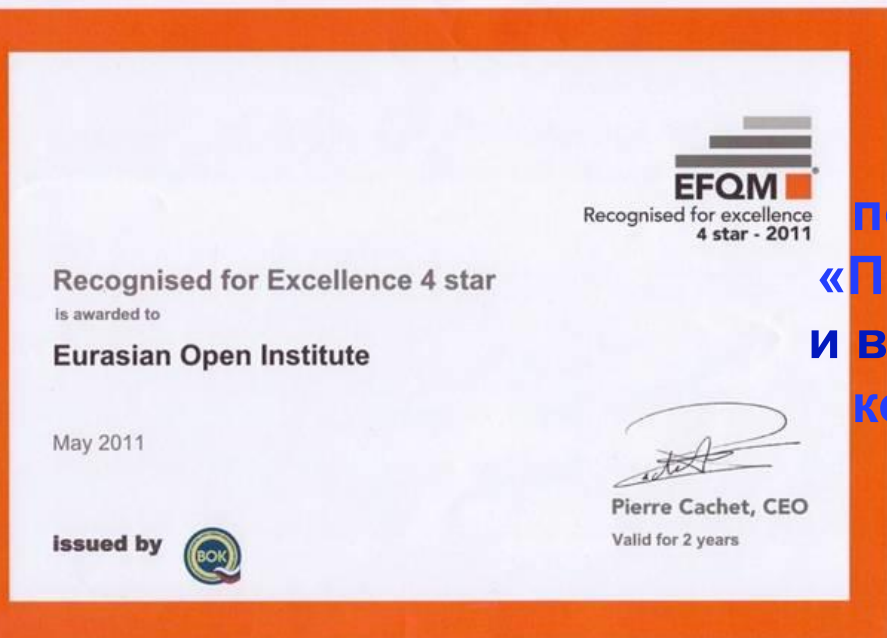 EFQM
Recognised for excellence
4 star - 2011
Recognised for Excellence 4 star
is awarded to
Eurasian Open Institute
May 2011
Pierre Cachet, CEO
issued by
BOK
Valid for 2 years
и